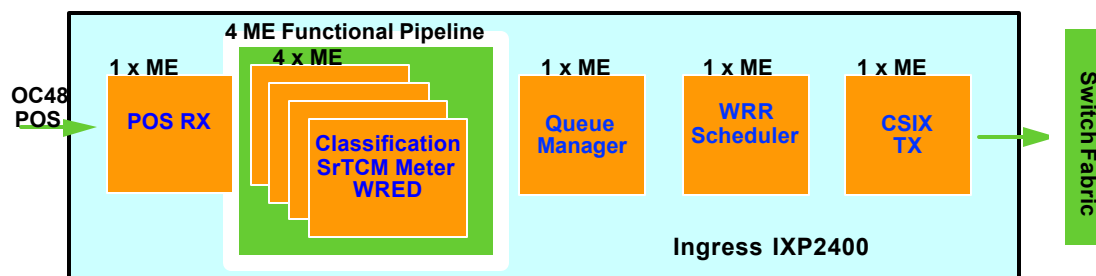 4 ME Functional Pipeline
1 x ME
4 x ME
1 x ME
1 x ME
1 x ME
OC48
POS
POS RX
Classification
SrTCM Meter
WRED
Queue
Manager
WRR
Scheduler
CSIX
TX
Switch Fabric
Ingress IXP2400